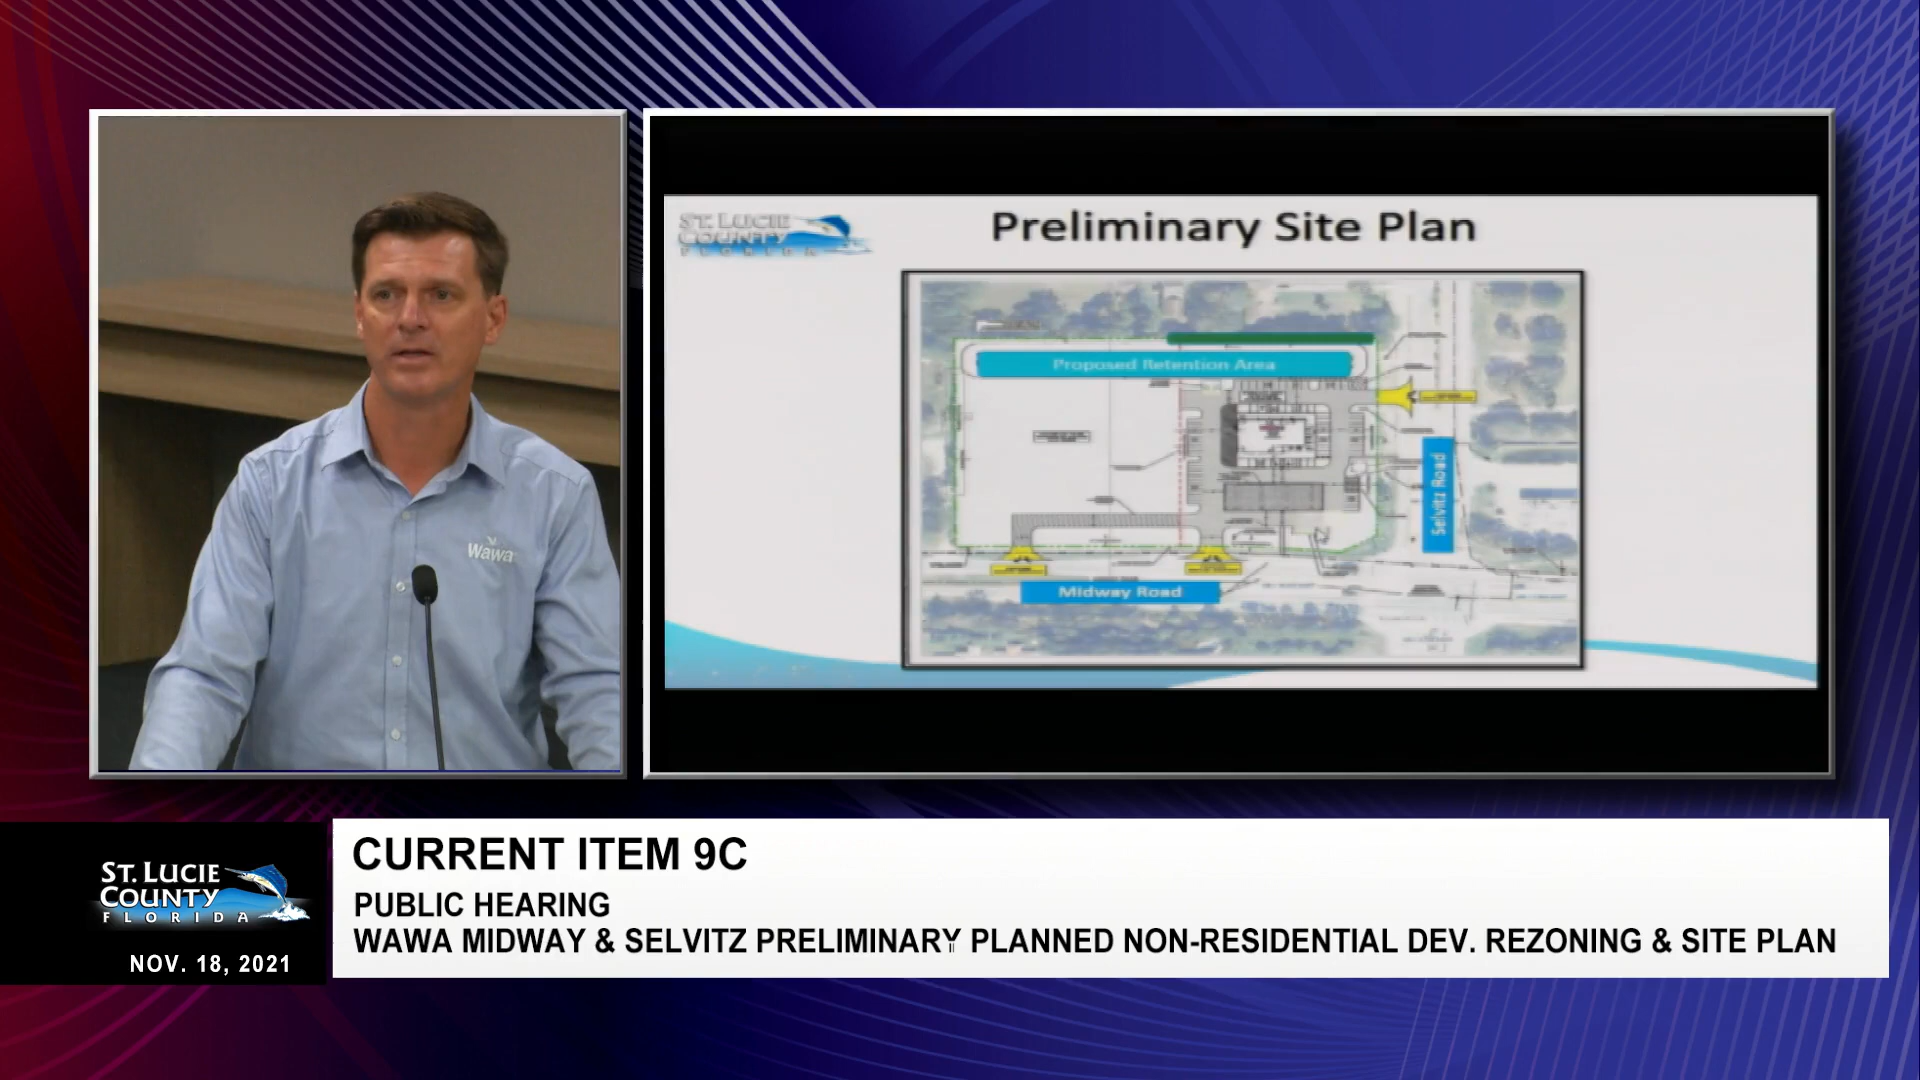 Wawa
ST. LUCIE
COUNTY
FLORIDA
Preliminary Site Plan
Proposed Retention Area
Selvitz Road
Midway Road
ST. LUCIE
COUNTY
FLORIDA
NOV. 18, 2021
CURRENT ITEM 9C
PUBLIC HEARING
WAWA MIDWAY & SELVITZ PRELIMINARY PLANNED NON-RESIDENTIAL DEV. REZONING & SITE PLAN